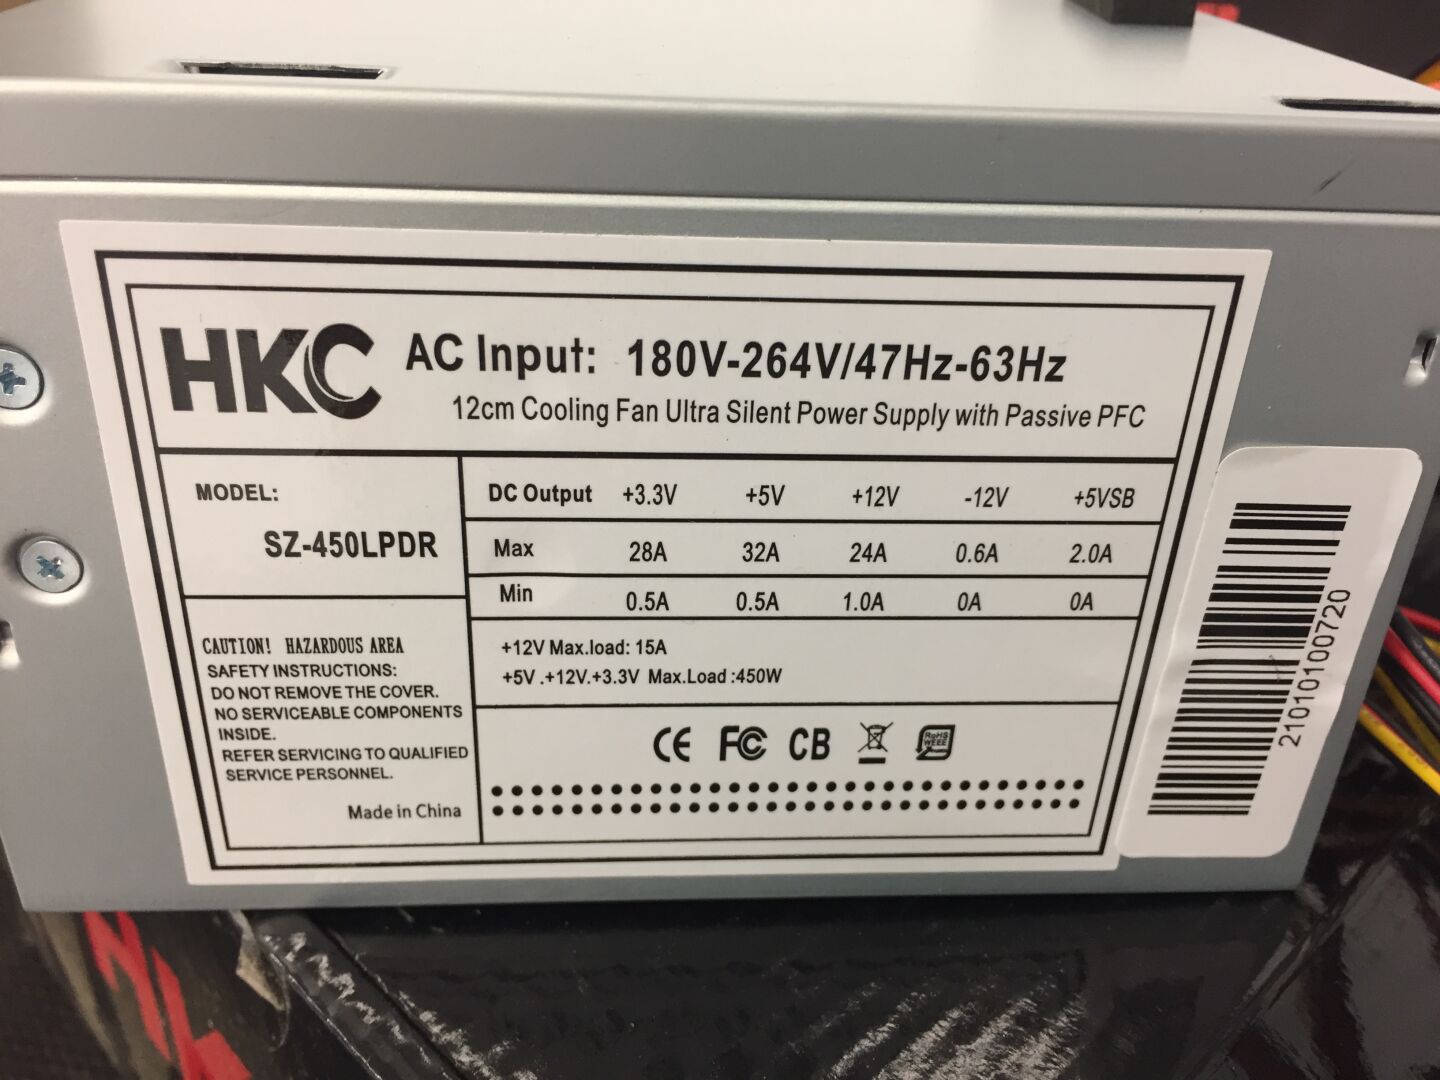 HKC
AC Input: 180V-264V/47Hz-63Hz
12cm Cooling Fan Ultra Silent Power Supply with Passive PFC
MODEL:
SZ-450LPDR
DC Output +3.3V +5V +12V -12V +5VSB
Max 28A 32A 24A 0.6A 2.0A
Min 0.5A 0.5A 1.0A 0A 0A
+12V Max.load: 15A
+5V .+12V.+3.3V Max.Load :450W
CAUTION! HAZARDOUS AREA
SAFETY INSTRUCTIONS:
DO NOT REMOVE THE COVER.
NO SERVICEABLE COMPONENTS
INSIDE.
REFER SERVICING TO QUALIFIED
SERVICE PERSONNEL.
Made in China
CE FC CB
RoHS
WEEE
2101010100720